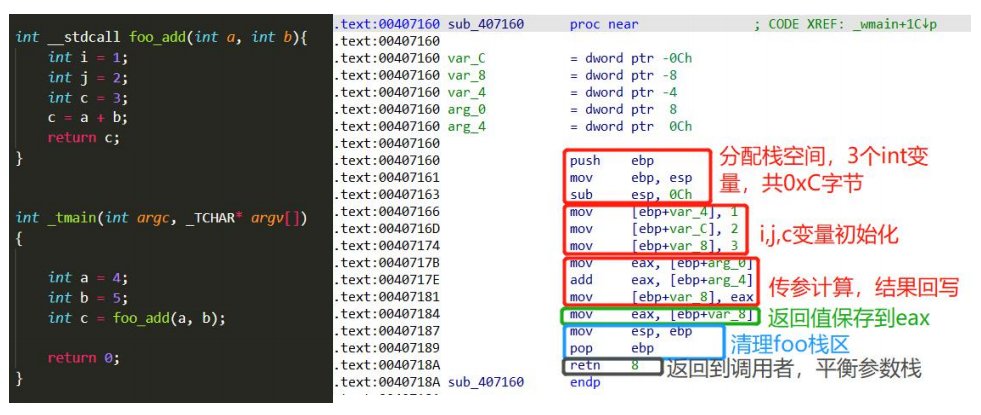 int __stdcall foo_add(int a, int b){
    int i = 1;
    int j = 2;
    int c = 3;
    c = a + b;
    return c;
}
int _tmain(int argc, _TCHAR* argv[])
{
    int a = 4;
    int b = 5;
    int c = foo_add(a, b);
    return 0;
}
.text:00407160 sub_407160 proc near ; CODE XREF: _wmain+1C↓p
.text:00407160
.text:00407160 var_C = dword ptr -0Ch
.text:00407160 var_8 = dword ptr -8
.text:00407160 var_4 = dword ptr -4
.text:00407160 arg_0 = dword ptr 8
.text:00407160 arg_4 = dword ptr 0Ch
.text:00407160
.text:00407160 push ebp
.text:00407161 mov ebp, esp
.text:00407163 sub esp, 0Ch
.text:00407166 mov [ebp+var_4], 1
.text:0040716D mov [ebp+var_C], 2
.text:00407174 mov [ebp+var_8], 3
.text:0040717B mov eax, [ebp+arg_0]
.text:0040717E add eax, [ebp+arg_4]
.text:00407181 mov [ebp+var_8], eax
.text:00407184 mov eax, [ebp+var_8]
.text:00407187 mov esp, ebp
.text:00407189 pop ebp
.text:0040718A retn 8
.text:0040718A sub_407160 endp
分配栈空间，3个int变
量，共0xC字节
i,j,c变量初始化
传参计算，结果回写
返回值保存到eax
清理foo栈区
返回到调用者，平衡参数栈